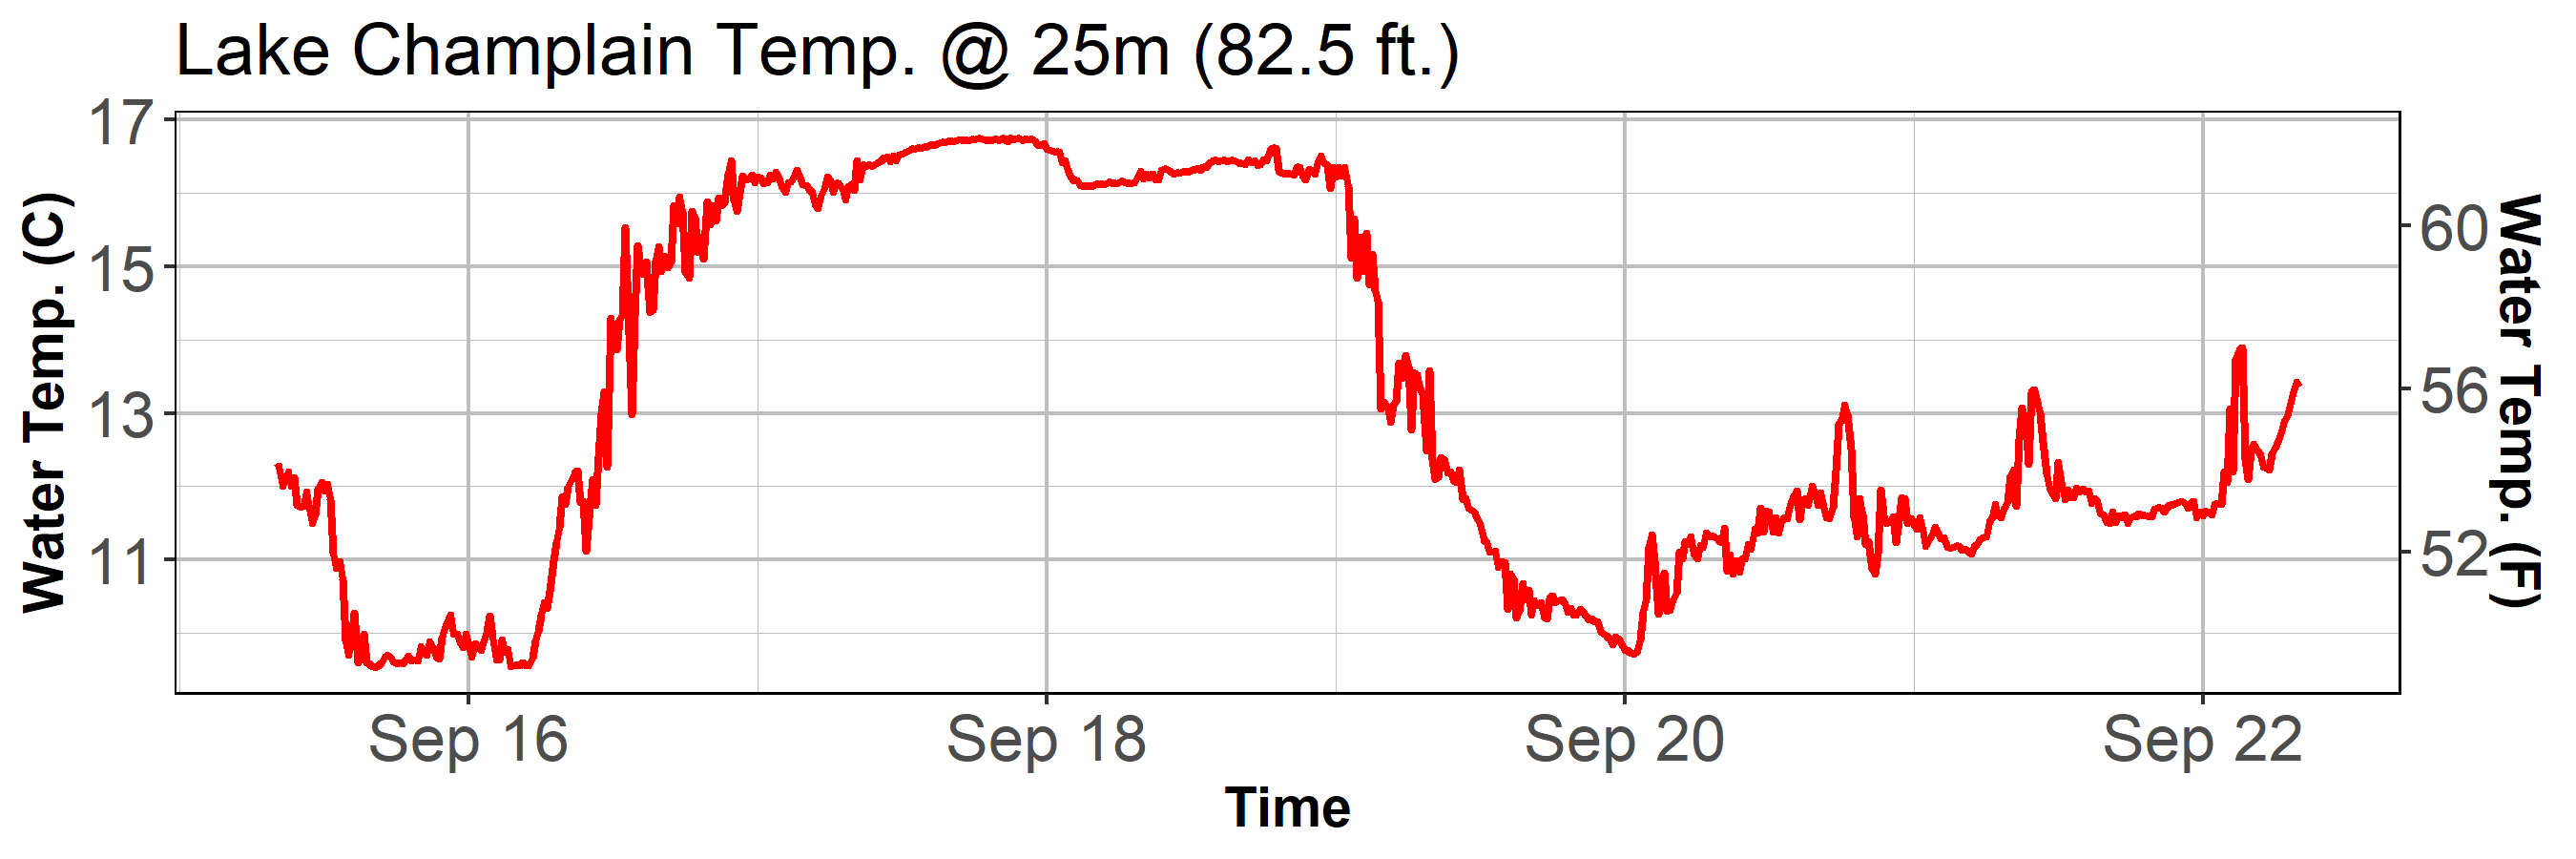 Lake Champlain Temp. @ 25m (82.5 ft.)
Water Temp. (C)
17
15
13
11
60
56
52
Water Temp. (F)
Sep 16
Sep 18
Sep 20
Sep 22
Time